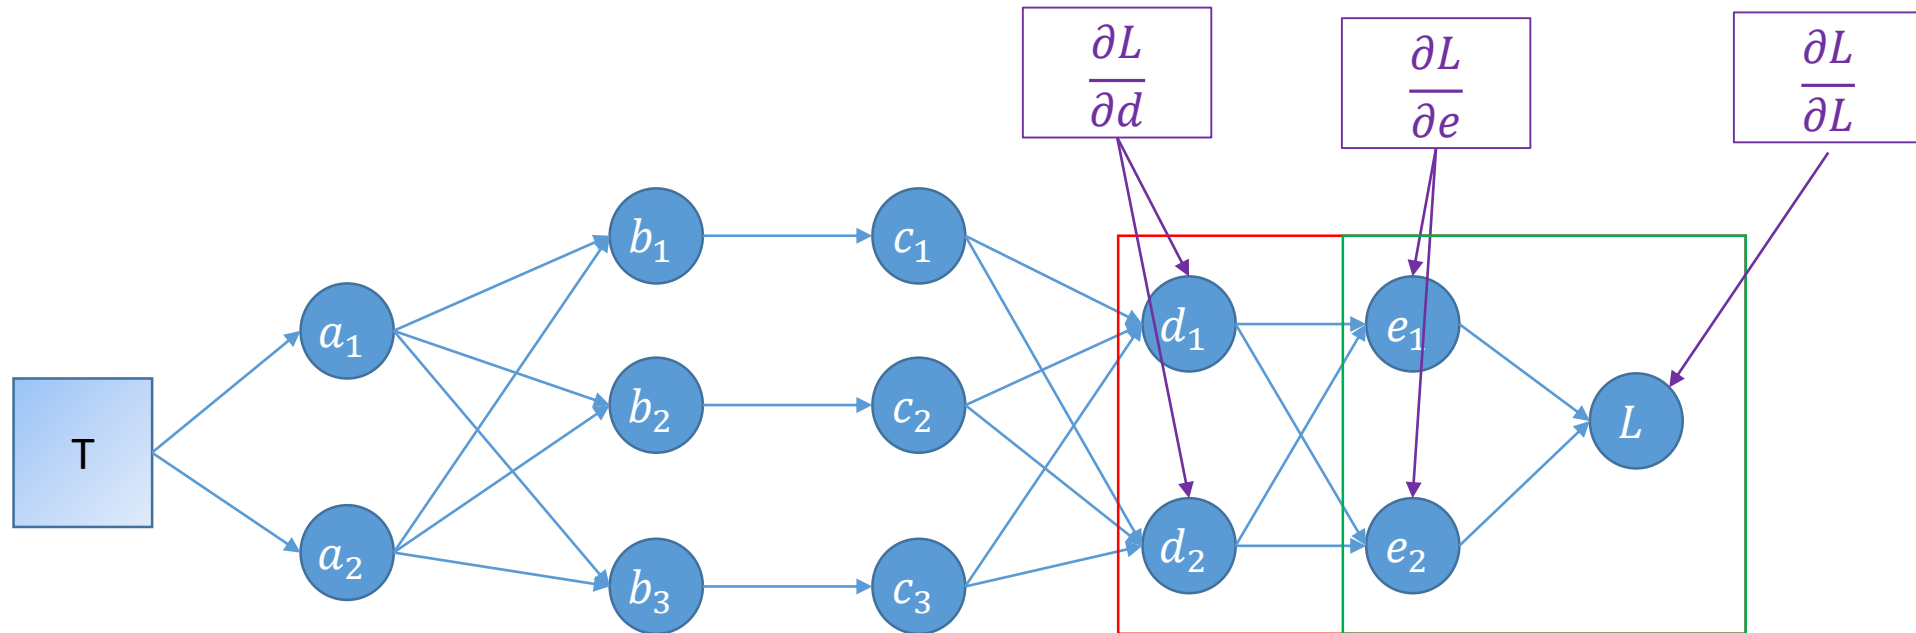 ∂L/∂d
∂L/∂e
∂L/∂L
b₁
c₁
a₁
d₁
e₁
T
b₂
c₂
L
a₂
d₂
e₂
b₃
c₃